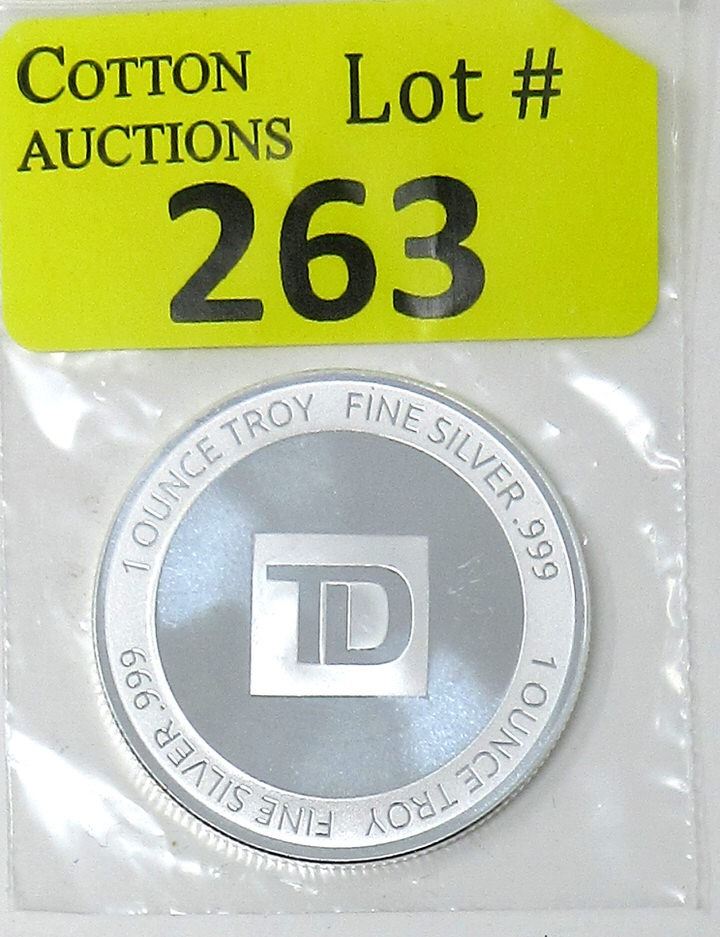 COTTON
AUCTIONS
Lot #
263
1 OUNCE TROY FINE SILVER .999
1 OUNCE TROY FINE SILVER .999
TD